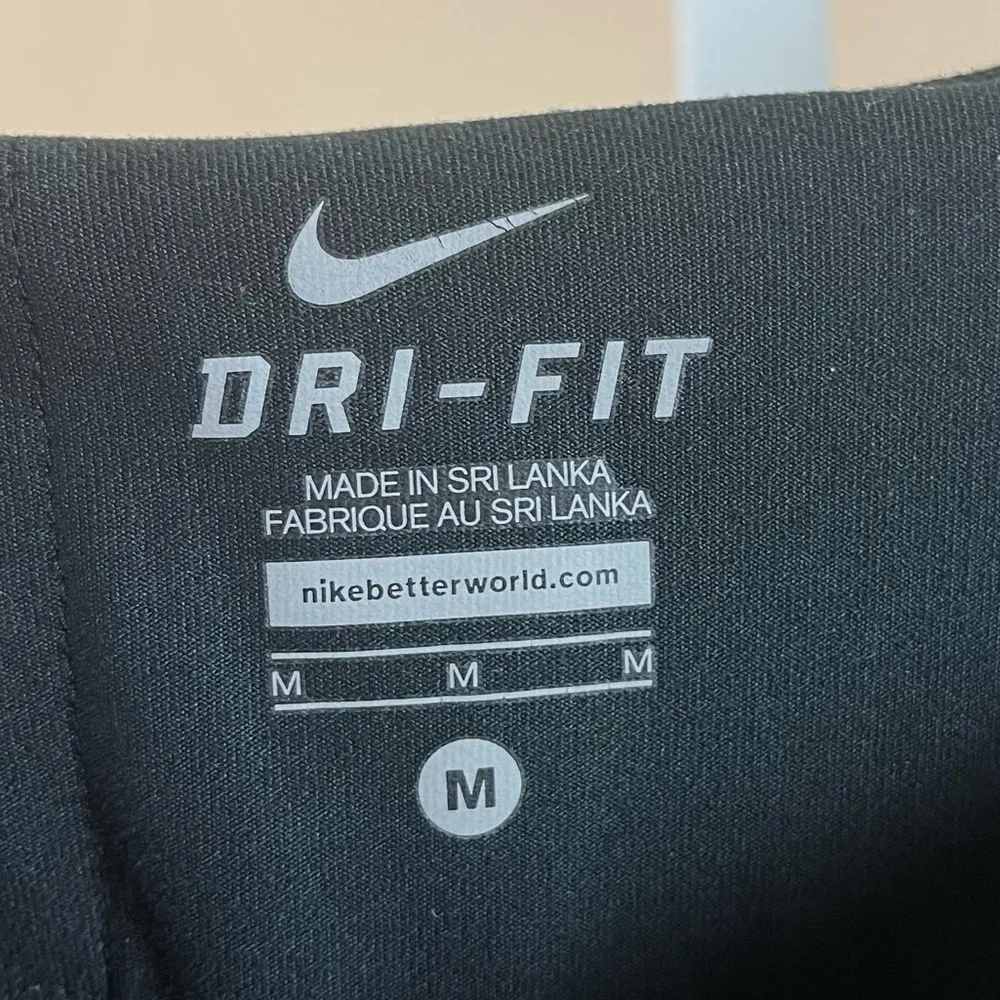 DRI-FIT
MADE IN SRI LANKA
FABRIQUE AU SRI LANKA
nikebetterworld.com
M M M
M